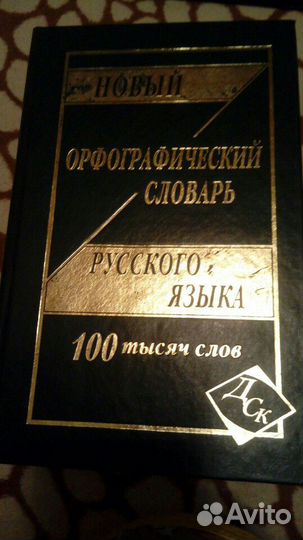 НОВЫЙ
ОРФОГРАФИЧЕСКИЙ
СЛОВАРЬ
РУССКОГО
ЯЗЫКА
100 тысяч слов
ДСК
Avito